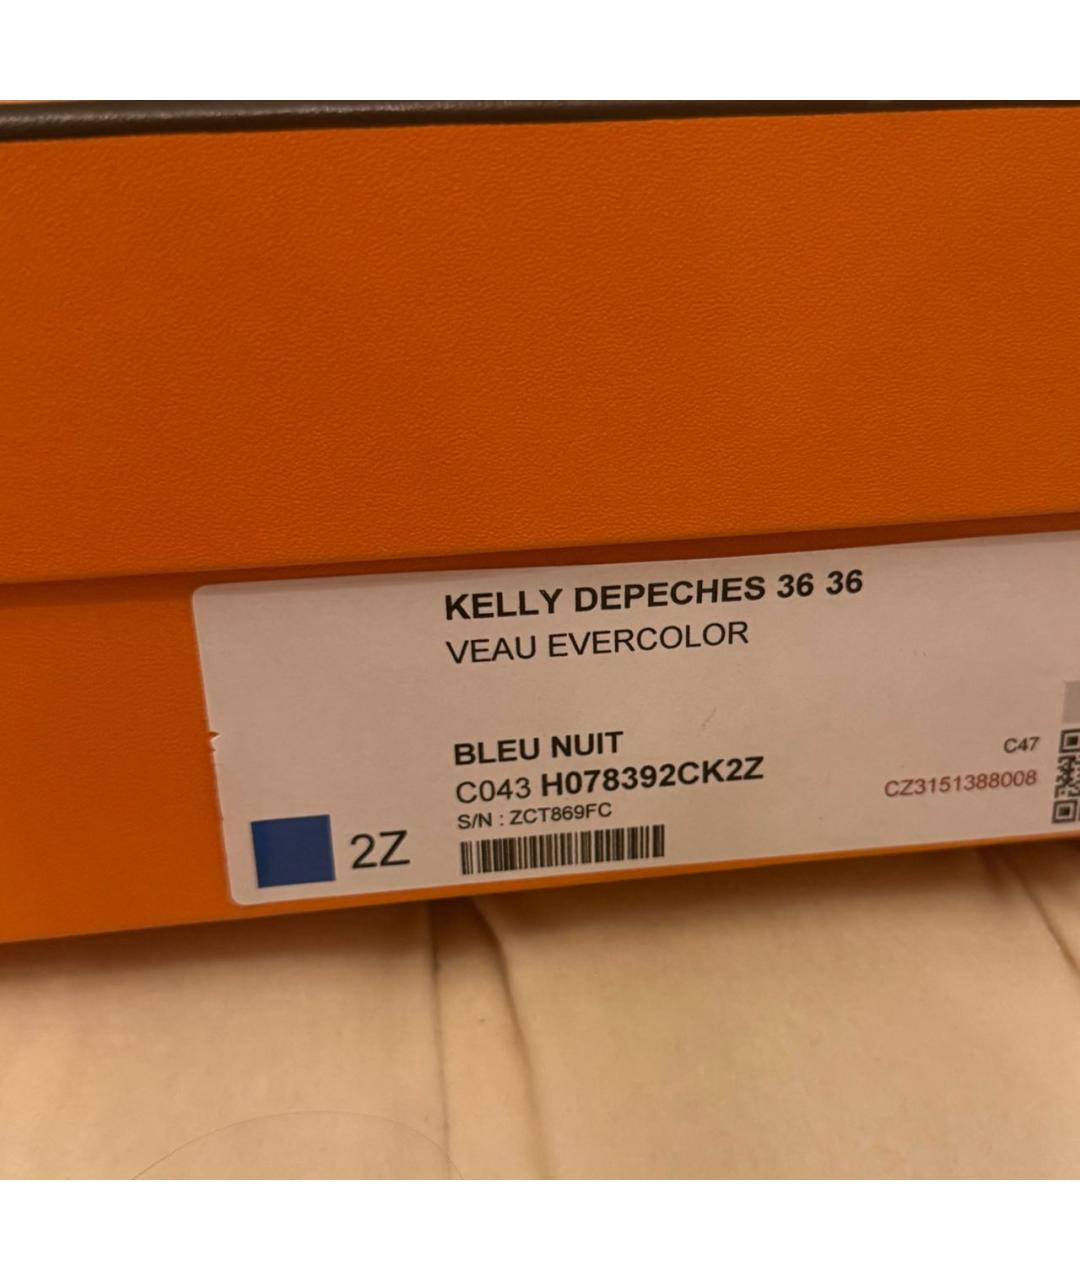 KELLY DEPECHES 36 36
VEAU EVERCOLOR
BLEU NUIT
C043 H078392CK2Z
S/N : ZCT869FC
2Z
C47
CZ3151388008